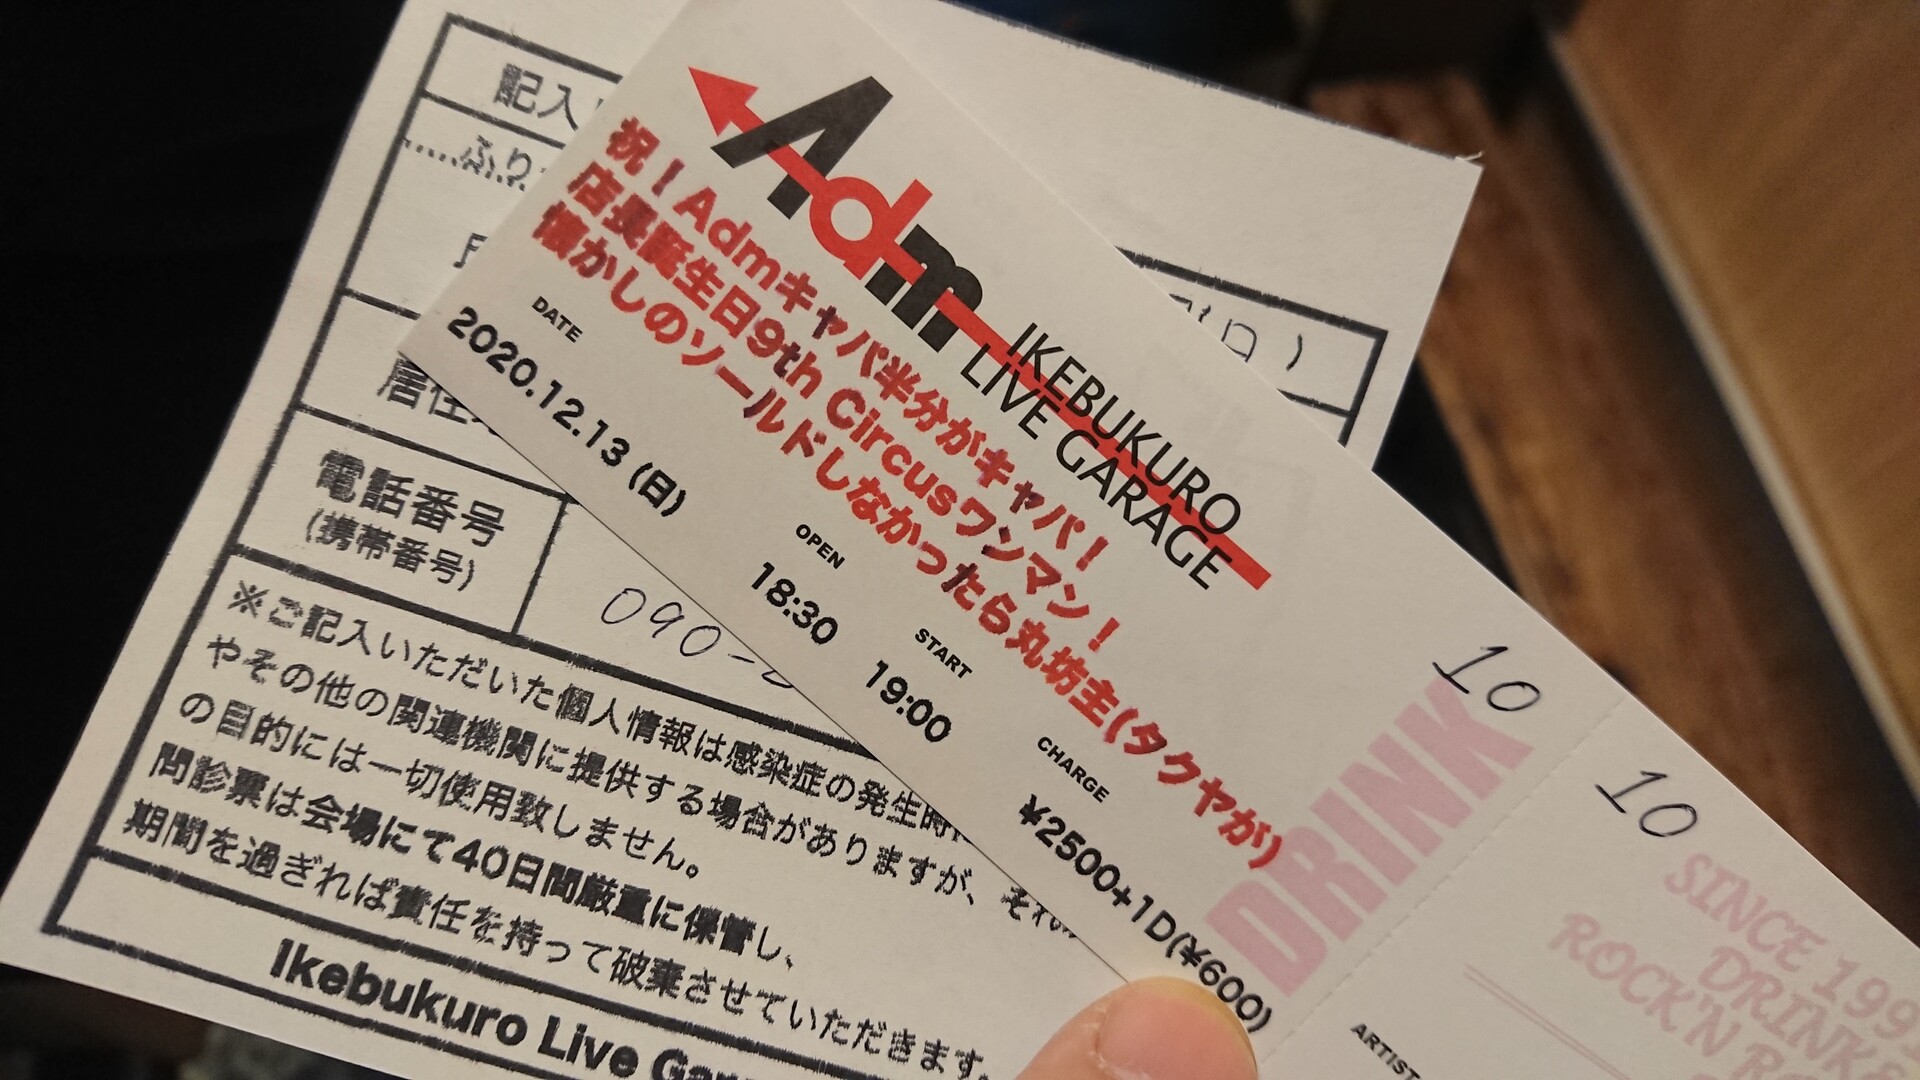 Adm
IKEBUKURO
LIVE GARAGE
祝！Admキャパ半分がキャパ！
店長誕生日9th Circusワンマン！
懐かしのソールドしなかったら丸坊主(タクヤが)
DATE
2020.12.13 (日)
OPEN
18:30
START
19:00
CHARGE
¥2500+1D(¥600)
10
DRINK
10
SINCE 199
DRINK
ROCK'N
ARTIST
記入
ふり
電話番号
(携帯番号)
090-
※ご記入いただいた個人情報は感染症の発生時
やその他の関連機関に提供する場合がありますが、それ
の目的には一切使用致しません。
問診票は会場にて40日間厳重に保管し、
期間を過ぎれば責任を持って破棄させていただきます。
Ikebukuro Live Gar